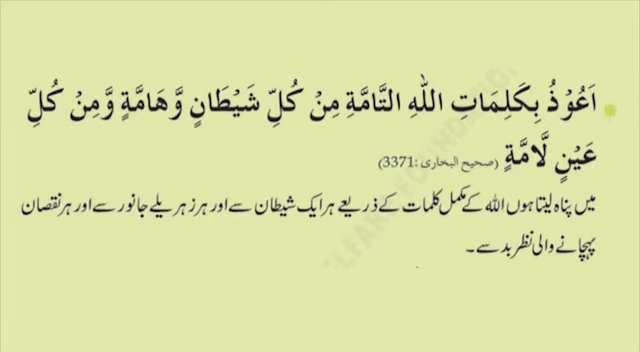 اَعُوْذُ بِكَلِمَاتِ اللّٰهِ التَّامَّةِ مِنْ كُلِّ شَيْطَانٍ وَّهَامَّةٍ وَّمِنْ كُلِّ
عَيْنٍ لَّامَّةٍ (صحیح البخاری :3371)
میں پناہ لیتا ہوں اللہ کے مکمل کلمات کے ذریعے ہر ایک شیطان سے اور ہر زہریلے جانور سے اور ہر نقصان
پہچانے والی نظر بد سے۔